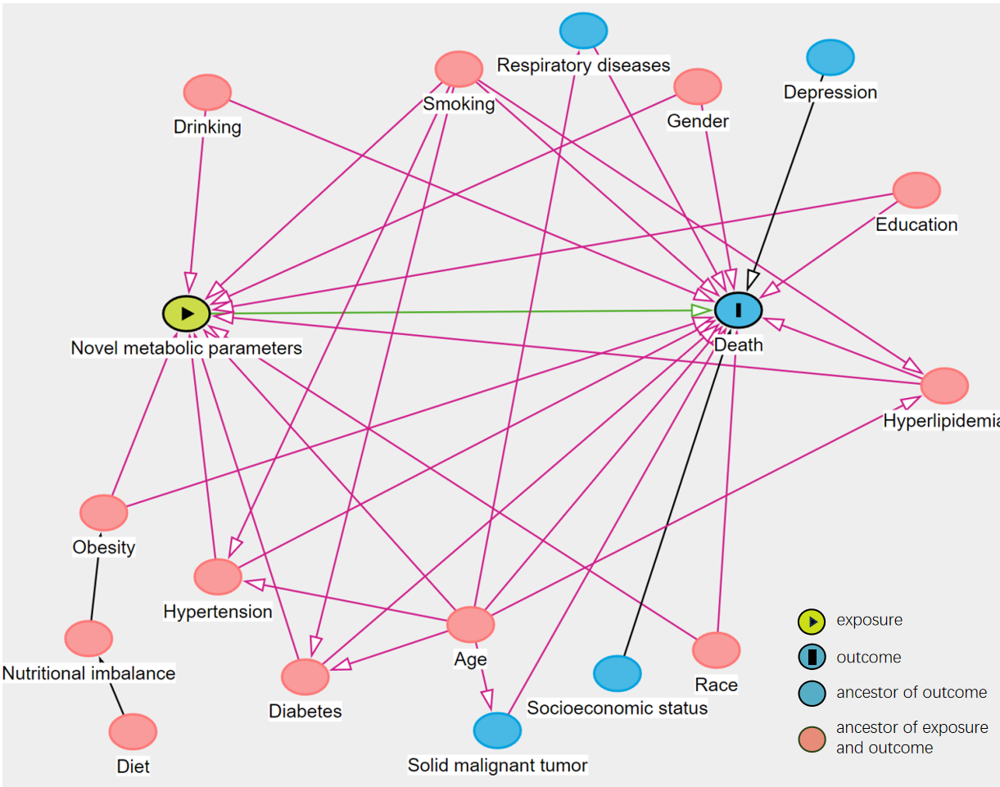 Respiratory diseases
Depression
Smoking
Drinking
Gender
Education
Novel metabolic parameters
Death
Hyperlipidemia
Obesity
Hypertension
Nutritional imbalance
Age
Race
Diabetes
Socioeconomic status
Diet
Solid malignant tumor
exposure
outcome
ancestor of outcome
ancestor of exposure
and outcome